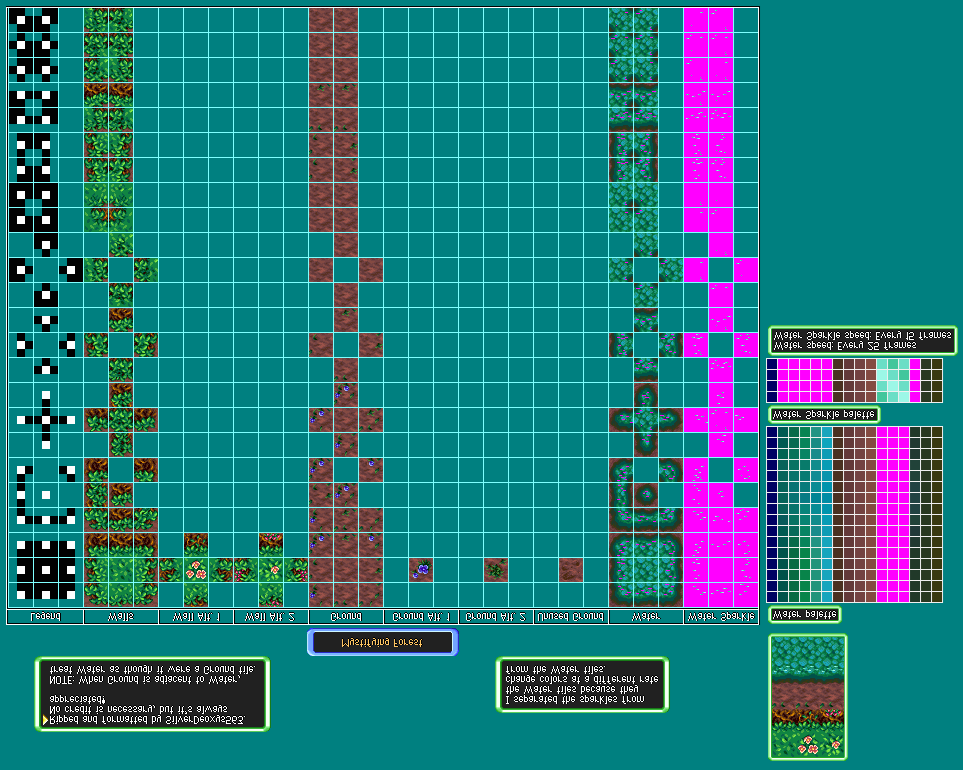 Ripped and formatted by SilverDeoxys563.
No credit is necessary, but it's always
appreciated!
NOTE: When Ground is adjacent to Water,
treat Water as though it were a Ground tile.
I separated the sparkles from
the Water tiles because they
change colors at a different rate
from the Water tiles.
Mystifying Forest
Legend
Walls
Wall Alt. 1
Wall Alt. 2
Ground
Ground Alt. 1
Ground Alt. 2
Unused Ground
Water
Water Sparkle
Water palette
Water Sparkle palette
Water speed: Every 25 frames
Water Sparkle speed: Every 15 frames